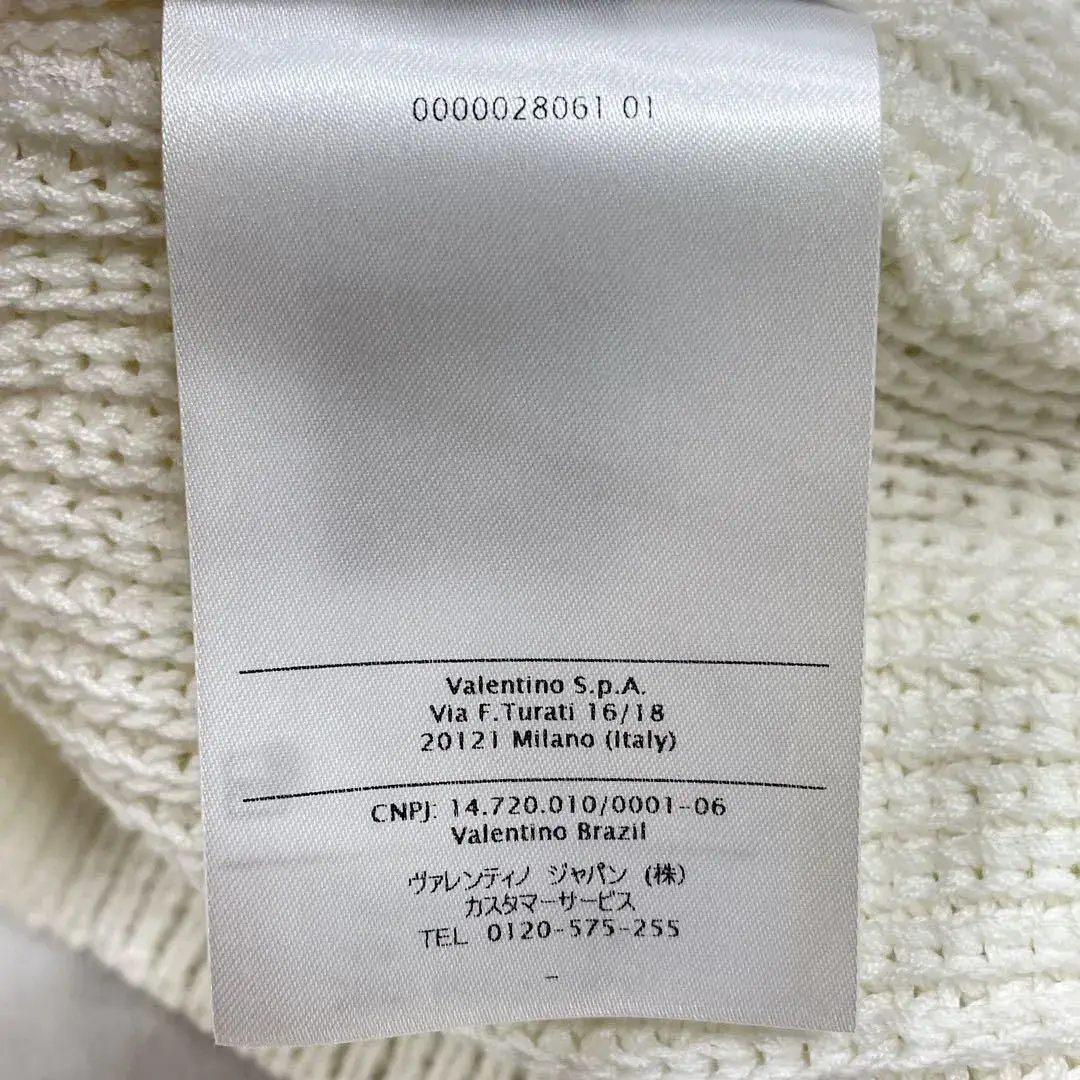 0000028061 01
Valentino S.p.A.
Via F.Turati 16/18
20121 Milano (Italy)
CNPJ: 14.720.010/0001-06
Valentino Brazil
ヴァレンティノ ジャパン (株)
カスタマーサービス
TEL 0120-575-255
-